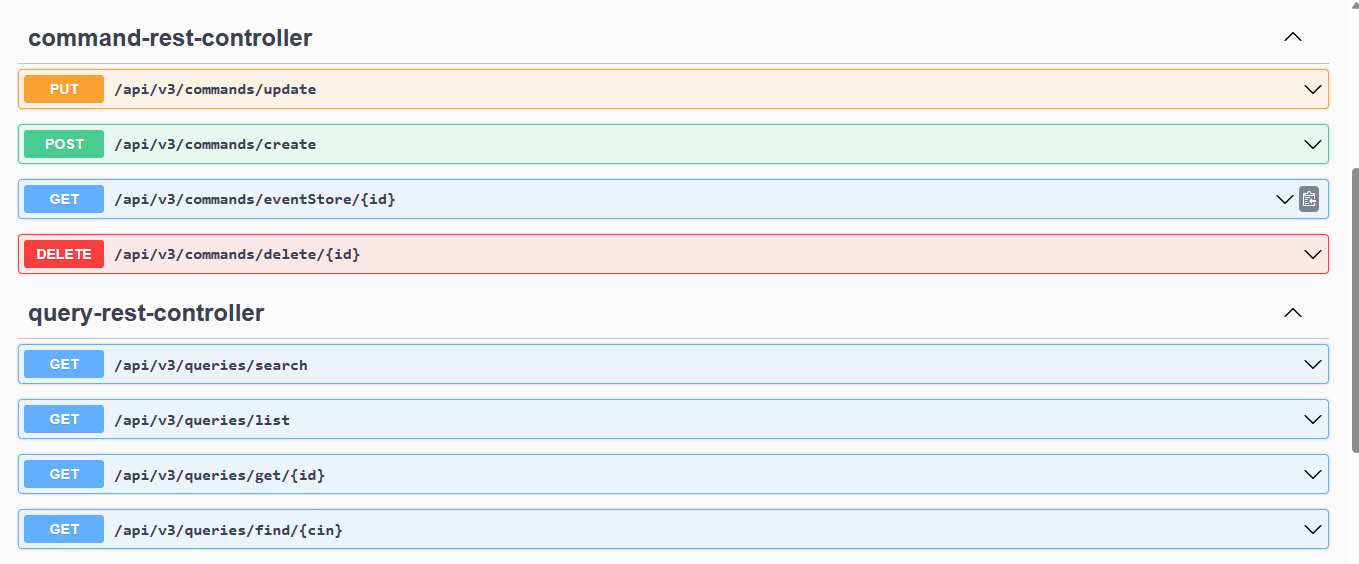 command-rest-controller
PUT /api/v3/commands/update
POST /api/v3/commands/create
GET /api/v3/commands/eventStore/{id}
DELETE /api/v3/commands/delete/{id}
query-rest-controller
GET /api/v3/queries/search
GET /api/v3/queries/list
GET /api/v3/queries/get/{id}
GET /api/v3/queries/find/{cin}